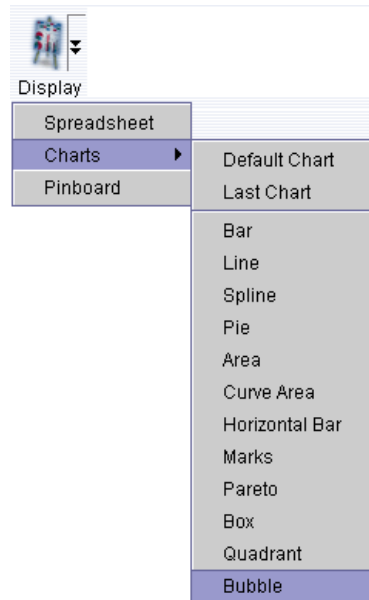 Display
Spreadsheet
Charts
Pinboard
Default Chart
Last Chart
Bar
Line
Spline
Pie
Area
Curve Area
Horizontal Bar
Marks
Pareto
Box
Quadrant
Bubble